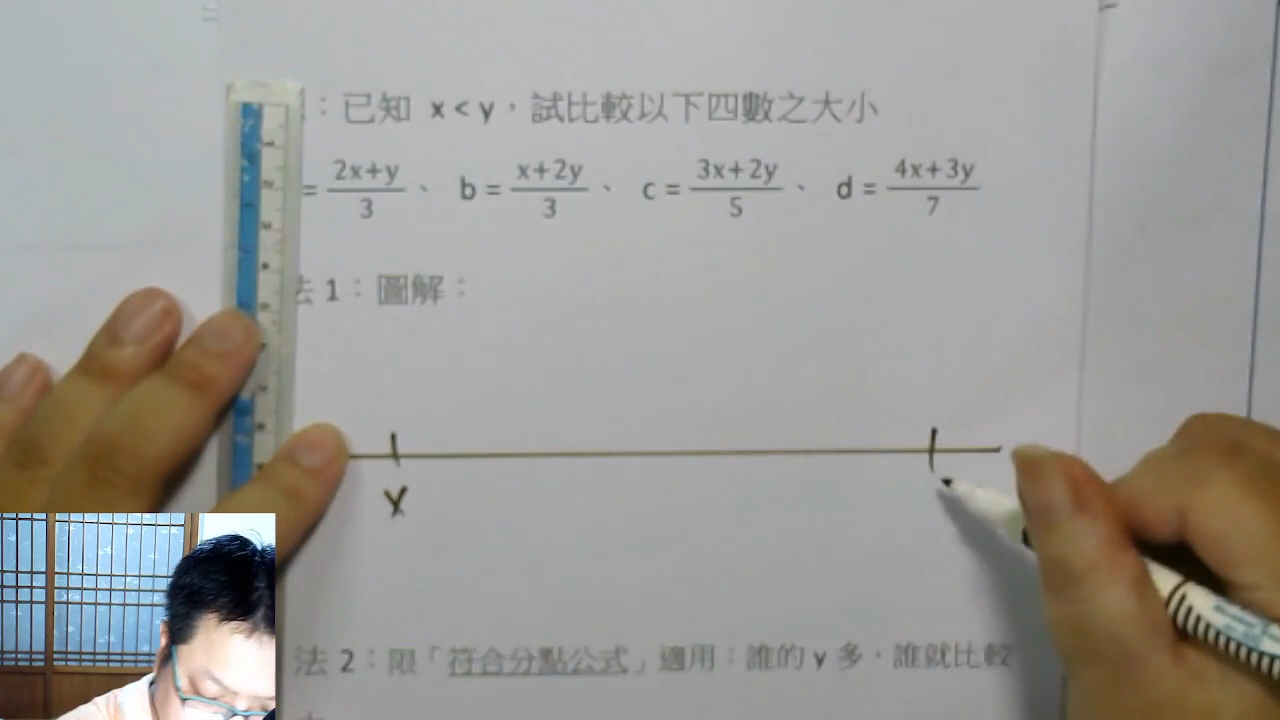 ：已知 x < y，試比較以下四數之大小
= 2x+y/3、 b = x+2y/3、 c = 3x+2y/5、 d = 4x+3y/7
法 1：圖解：
x
法 2：限「符合分點公式」適用：誰的 y 多，誰就比較